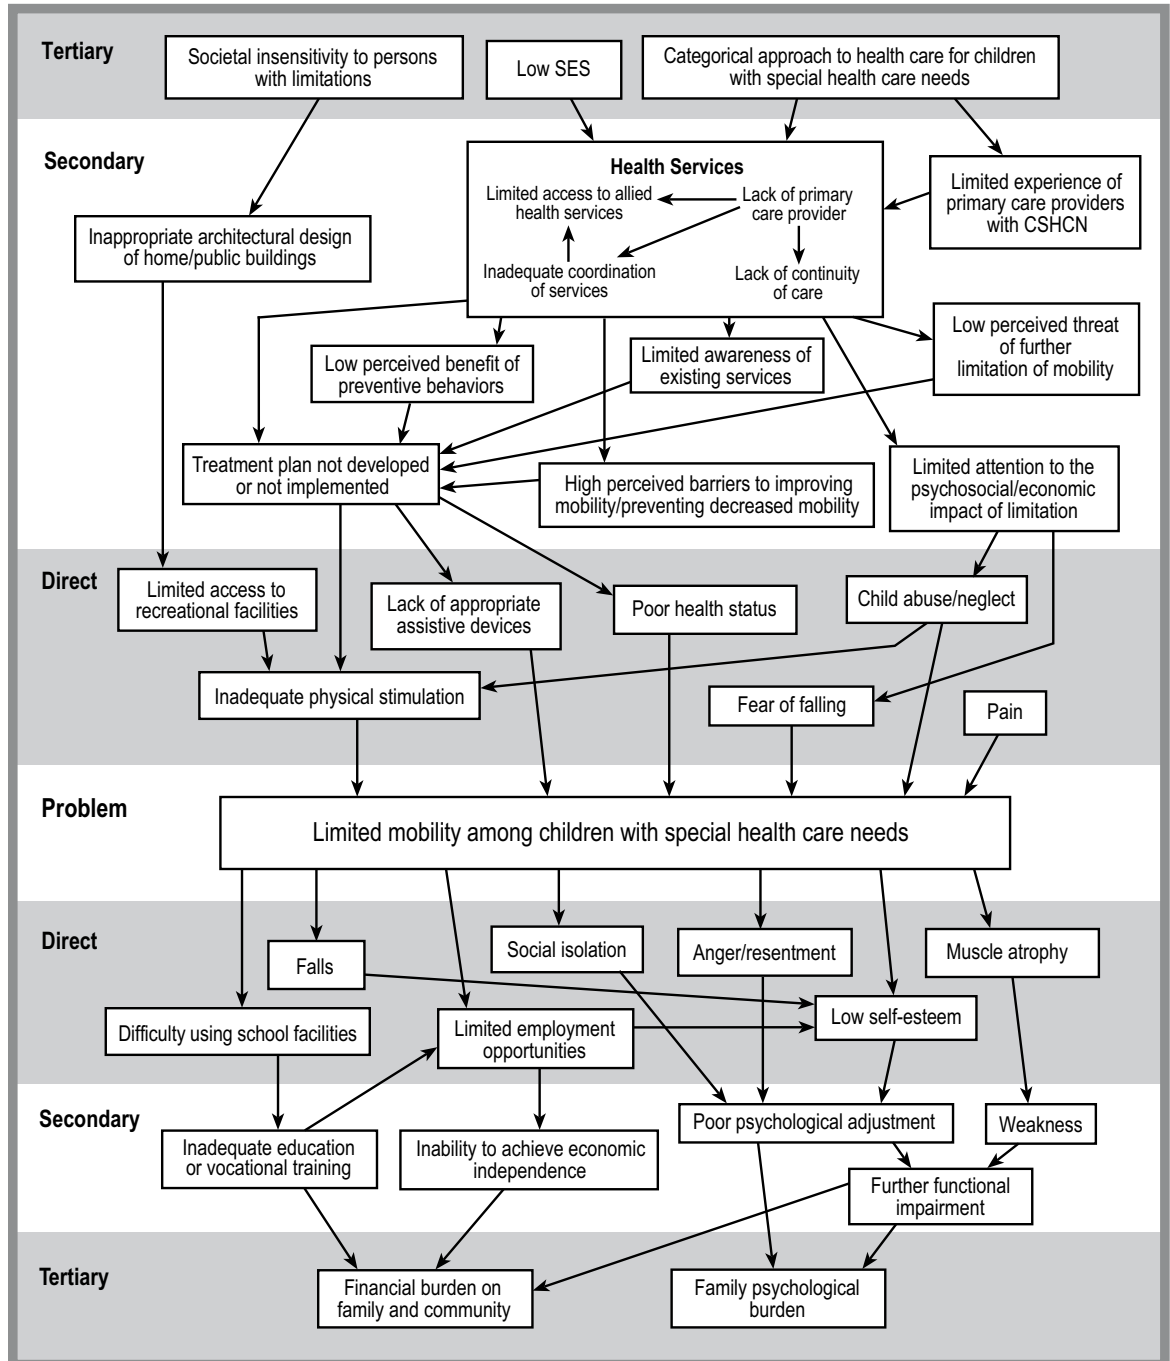 Tertiary
Societal insensitivity to persons
with limitations
Low SES
Categorical approach to health care for children
with special health care needs
Secondary
Health Services
Limited access to allied
health services
Lack of primary
care provider
Inadequate coordination
of services
Lack of continuity
of care
Limited experience of
primary care providers
with CSHCN
Inappropriate architectural design
of home/public buildings
Low perceived benefit of
preventive behaviors
Limited awareness of
existing services
Low perceived threat
of further
limitation of mobility
Treatment plan not developed
or not implemented
High perceived barriers to improving
mobility/preventing decreased mobility
Limited attention to the
psychosocial/economic
impact of limitation
Direct
Limited access to
recreational facilities
Lack of appropriate
assistive devices
Poor health status
Child abuse/neglect
Inadequate physical stimulation
Fear of falling
Pain
Problem
Limited mobility among children with special health care needs
Direct
Falls
Social isolation
Anger/resentment
Muscle atrophy
Difficulty using school facilities
Limited employment
opportunities
Low self-esteem
Secondary
Inadequate education
or vocational training
Inability to achieve economic
independence
Poor psychological adjustment
Weakness
Further functional
impairment
Tertiary
Financial burden on
family and community
Family psychological
burden